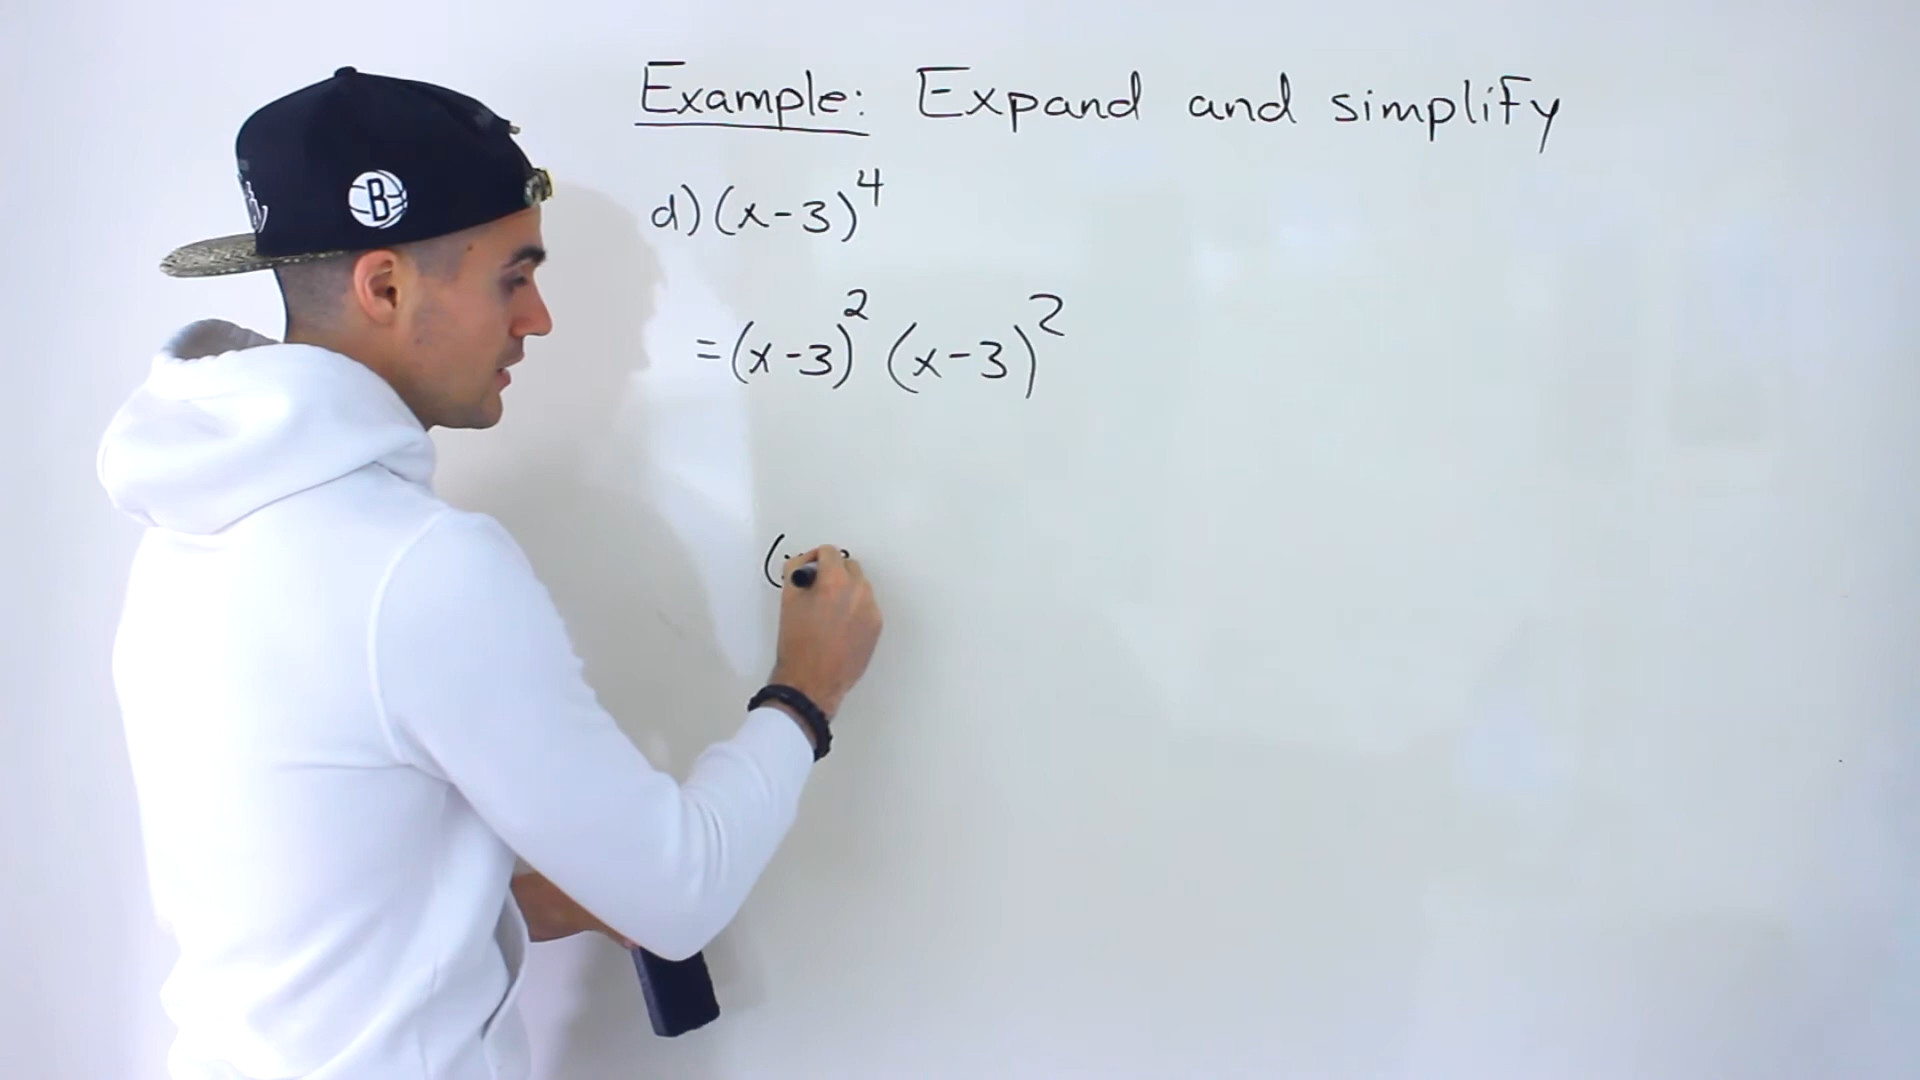 Example: Expand and simplify
d) (x-3)⁴
= (x-3)² (x-3)²
(
B